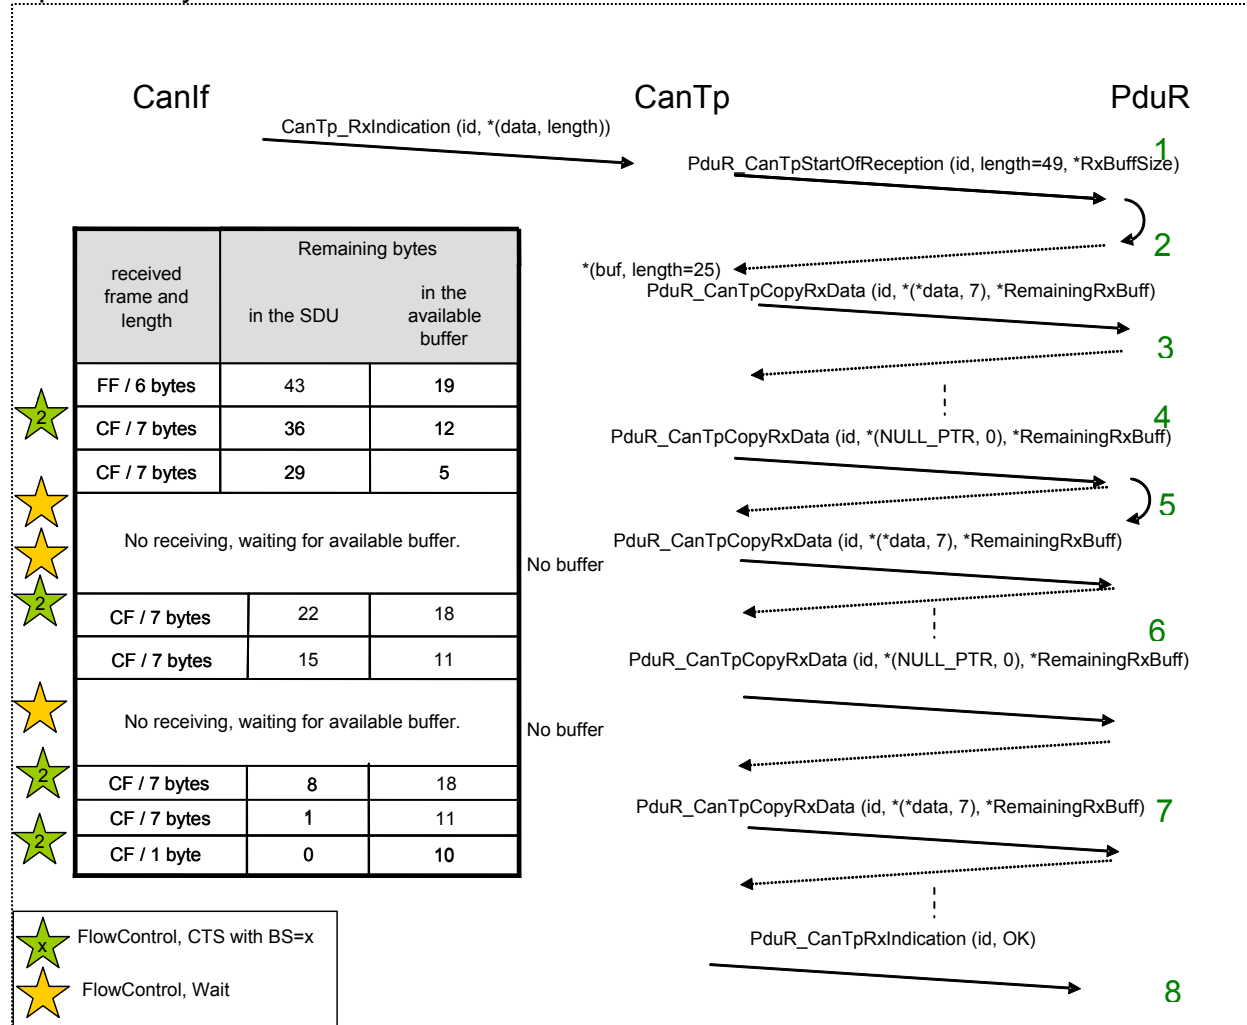 CanIf
CanTp
PduR
CanTp_RxIndication (id, *(data, length))
1
PduR_CanTpStartOfReception (id, length=49, *RxBuffSize)
2
*(buf, length=25)
PduR_CanTpCopyRxData (id, *(*data, 7), *RemainingRxBuff)
3
4
PduR_CanTpCopyRxData (id, *(NULL_PTR, 0), *RemainingRxBuff)
5
PduR_CanTpCopyRxData (id, *(*data, 7), *RemainingRxBuff)
6
PduR_CanTpCopyRxData (id, *(NULL_PTR, 0), *RemainingRxBuff)
PduR_CanTpCopyRxData (id, *(*data, 7), *RemainingRxBuff)
7
PduR_CanTpRxIndication (id, OK)
8
received
frame and
length
Remaining bytes
in the SDU
in the
available
buffer
FF / 6 bytes 43 19
2
CF / 7 bytes 36 12
CF / 7 bytes 29 5
No receiving, waiting for available buffer.
No buffer
2
CF / 7 bytes 22 18
CF / 7 bytes 15 11
No receiving, waiting for available buffer.
No buffer
2
CF / 7 bytes 8 18
CF / 7 bytes 1 11
2
CF / 1 byte 0 10
x FlowControl, CTS with BS=x
FlowControl, Wait